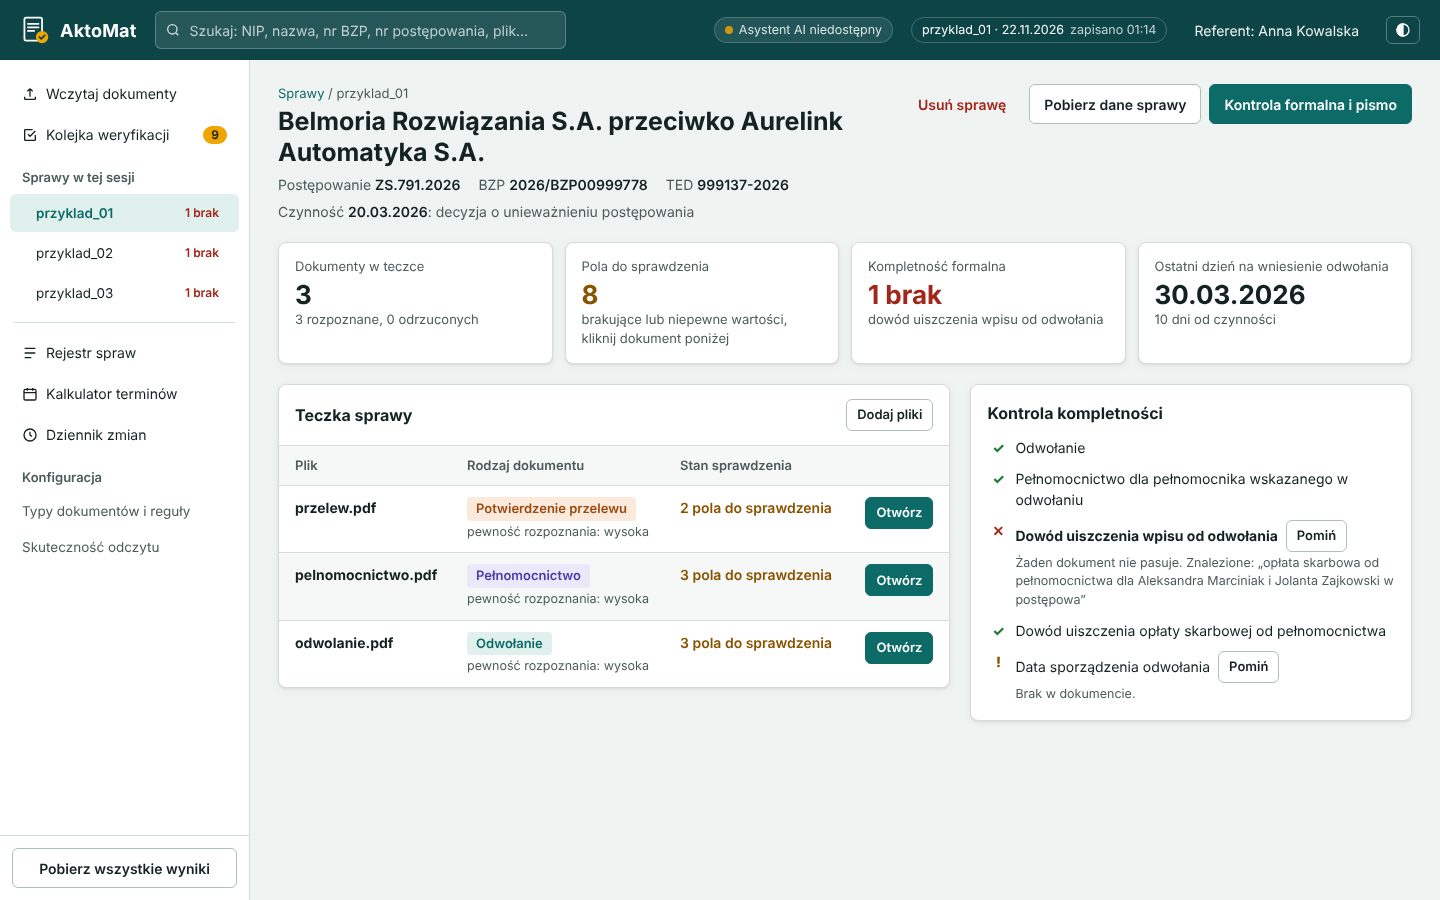 AktoMat
Szukaj: NIP, nazwa, nr BZP, nr postępowania, plik...
Asystent AI niedostępny
przyklad_01 · 22.11.2026 zapisano 01:14
Referent: Anna Kowalska
Wczytaj dokumenty
Kolejka weryfikacji 9
Sprawy w tej sesji
przyklad_01 1 brak
przyklad_02 1 brak
przyklad_03 1 brak
Rejestr spraw
Kalkulator terminów
Dziennik zmian
Konfiguracja
Typy dokumentów i reguły
Skuteczność odczytu
Pobierz wszystkie wyniki
Sprawy / przyklad_01
Belmoria Rozwiązania S.A. przeciwko Aurelink
Automatyka S.A.
Usuń sprawę
Pobierz dane sprawy
Kontrola formalna i pismo
Postępowanie ZS.791.2026 BZP 2026/BZP00999778 TED 999137-2026
Czynność 20.03.2026: decyzja o unieważnieniu postępowania
Dokumenty w teczce
3
3 rozpoznane, 0 odrzuconych
Pola do sprawdzenia
8
brakujące lub niepewne wartości,
kliknij dokument poniżej
Kompletność formalna
1 brak
dowód uiszczenia wpisu od odwołania
Ostatni dzień na wniesienie odwołania
30.03.2026
10 dni od czynności
Teczka sprawy
Dodaj pliki
Plik Rodzaj dokumentu Stan sprawdzenia
przelew.pdf Potwierdzenie przelewu 2 pola do sprawdzenia Otwórz
pewność rozpoznania: wysoka
pelnomocnictwo.pdf Pełnomocnictwo 3 pola do sprawdzenia Otwórz
pewność rozpoznania: wysoka
odwolanie.pdf Odwołanie 3 pola do sprawdzenia Otwórz
pewność rozpoznania: wysoka
Kontrola kompletności
Odwołanie
Pełnomocnictwo dla pełnomocnika wskazanego w
odwołaniu
Dowód uiszczenia wpisu od odwołania Pomiń
Żaden dokument nie pasuje. Znalezione: „opłata skarbowa od
pełnomocnictwa dla Aleksandra Marciniak i Jolanta Zajkowski w
postępowa”
Dowód uiszczenia opłaty skarbowej od pełnomocnictwa
! Data sporządzenia odwołania Pomiń
Brak w dokumencie.